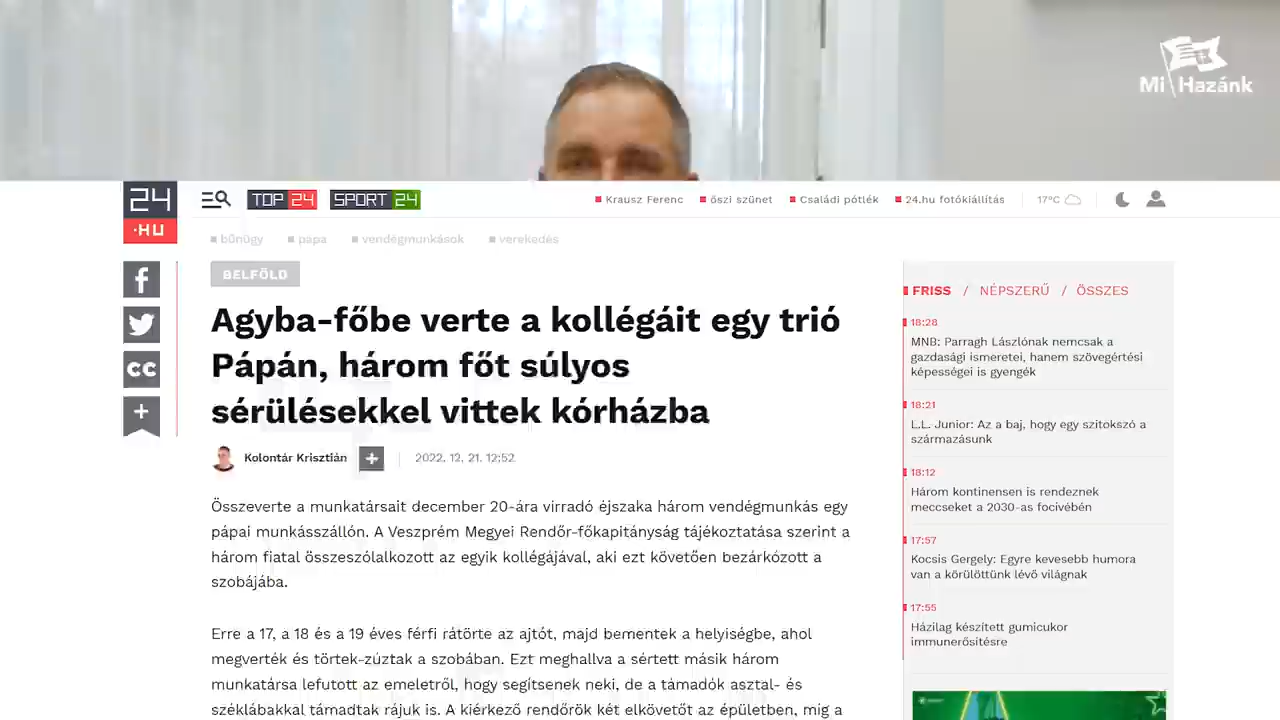 Mi Hazánk
24
.HU
TOP 24
SPORT 24
Krausz Ferenc
őszi szünet
Családi pótlék
24.hu fotókiállítás
17°C
bűnügy
pápa
vendégmunkások
verekedés
BELFÖLD
Agyba-főbe verte a kollégáit egy trió
Pápán, három főt súlyos
sérülésekkel vittek kórházba
Kolontár Krisztián
2022. 12. 21. 12:52
Összeverte a munkatársait december 20-ára virradó éjszaka három vendégmunkás egy
pápai munkásszállón. A Veszprém Megyei Rendőr-főkapitányság tájékoztatása szerint a
három fiatal összeszólalkozott az egyik kollégájával, aki ezt követően bezárkózott a
szobájába.
Erre a 17, a 18 és a 19 éves férfi rátörte az ajtót, majd bementek a helyiségbe, ahol
megverték és törtek-zúztak a szobában. Ezt meghallva a sértett másik három
munkatársa lefutott az emeletről, hogy segítsenek neki, de a támadók asztal- és
széklábakkal támadtak rájuk is. A kiérkező rendőrök két elkövetőt az épületben, míg a
FRISS / NÉPSZERŰ / ÖSSZES
18:28
MNB: Parragh Lászlónak nemcsak a
gazdasági ismeretei, hanem szövegértési
képességei is gyengék
18:21
L.L. Junior: Az a baj, hogy egy szitokszó a
származásunk
18:12
Három kontinensen is rendeznek
meccseket a 2030-as focivébén
17:57
Kocsis Gergely: Egyre kevesebb humora
van a körülöttünk lévő világnak
17:55
Házilag készített gumicukor
immunerősítésre